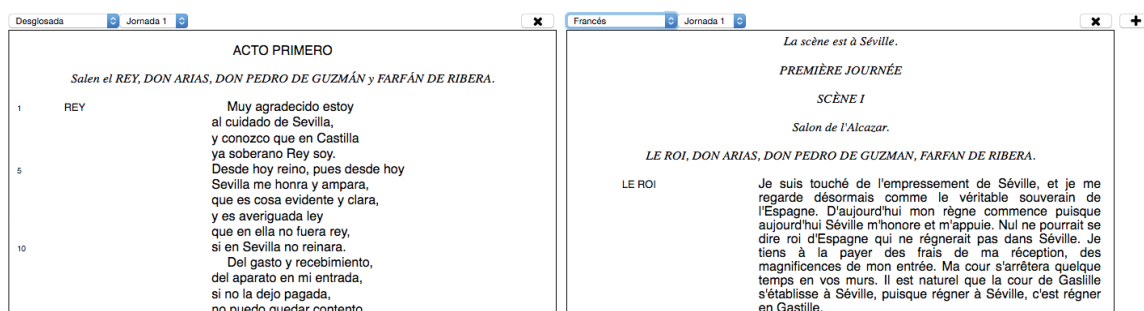 Desglosada Jornada 1
ACTO PRIMERO
Salen el REY, DON ARIAS, DON PEDRO DE GUZMÁN y FARFÁN DE RIBERA.
1 REY Muy agradecido estoy
al cuidado de Sevilla,
y conozco que en Castilla
ya soberano Rey soy.
5 Desde hoy reino, pues desde hoy
Sevilla me honra y ampara,
que es cosa evidente y clara,
y es averiguada ley
que en ella no fuera rey,
10 si en Sevilla no reinara.
Del gasto y recebimiento,
del aparato en mi entrada,
si no la dejo pagada,
no puedo quedar contento.
Francés Jornada 1
La scène est à Séville.
PREMIÈRE JOURNÉE
SCÈNE I
Salon de l'Alcazar.
LE ROI, DON ARIAS, DON PEDRO DE GUZMAN, FARFAN DE RIBERA.
LE ROI Je suis touché de l'empressement de Séville, et je me
regarde désormais comme le véritable souverain de
l'Espagne. D'aujourd'hui mon règne commence puisque
aujourd'hui Séville m'honore et m'appuie. Nul ne pourrait se
dire roi d'Espagne qui ne régnerait pas dans Séville. Je
tiens à la payer des frais de ma réception, des
magnificences de mon entrée. Ma cour s'arrêtera quelque
temps en vos murs. Il est naturel que la cour de Gaslille
s'établisse à Séville, puisque régner à Séville, c'est régner
en Gastille.